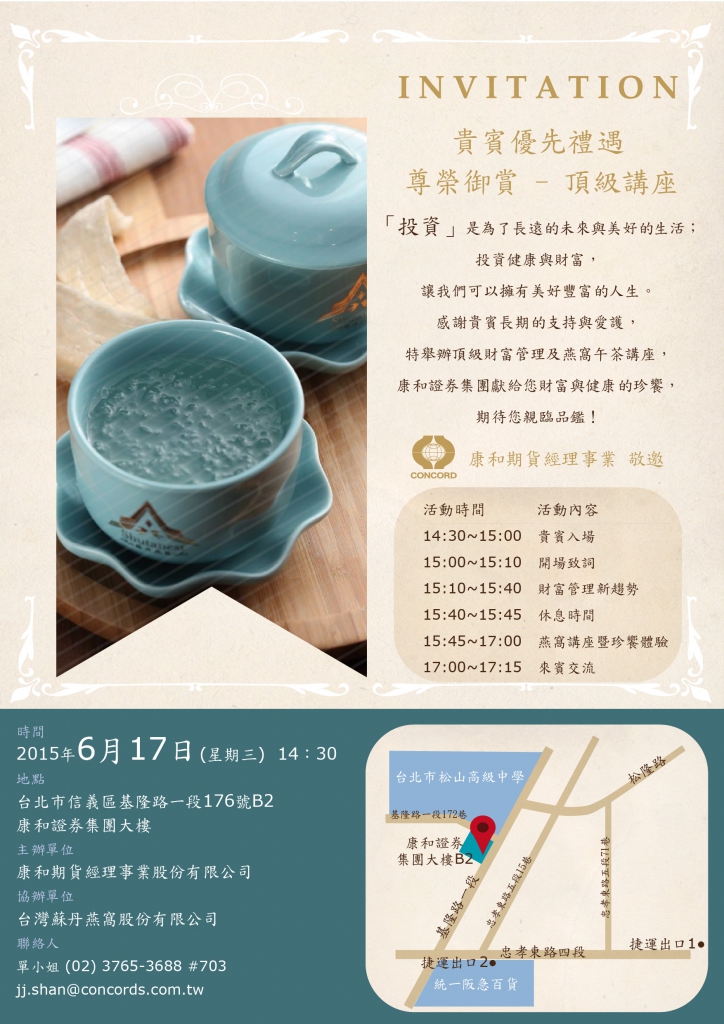 INVITATION
貴賓優先禮遇
尊榮御賞 - 頂級講座
「投資」是為了長遠的未來與美好的生活；
投資健康與財富，
讓我們可以擁有美好豐富的人生。
感謝貴賓長期的支持與愛護，
特舉辦頂級財富管理及燕窩午茶講座，
康和證券集團獻給您財富與健康的珍饗，
期待您親臨品鑑！
CONCORD
康和期貨經理事業 敬邀
活動時間 活動內容
14:30~15:00 貴賓入場
15:00~15:10 開場致詞
15:10~15:40 財富管理新趨勢
15:40~15:45 休息時間
15:45~17:00 燕窩講座暨珍饗體驗
17:00~17:15 來賓交流
時間
2015年6月17日(星期三) 14：30
地點
台北市信義區基隆路一段176號B2
康和證券集團大樓
主辦單位
康和期貨經理事業股份有限公司
協辦單位
台灣蘇丹燕窩股份有限公司
聯絡人
單小姐 (02) 3765-3688 #703
jj.shan@concords.com.tw
台北市松山高級中學
松隆路
基隆路一段172巷
康和證券
集團大樓B2
基隆路一段
忠孝東路五段15巷
忠孝東路五段71巷
忠孝東路四段
捷運出口1
捷運出口2
統一阪急百貨